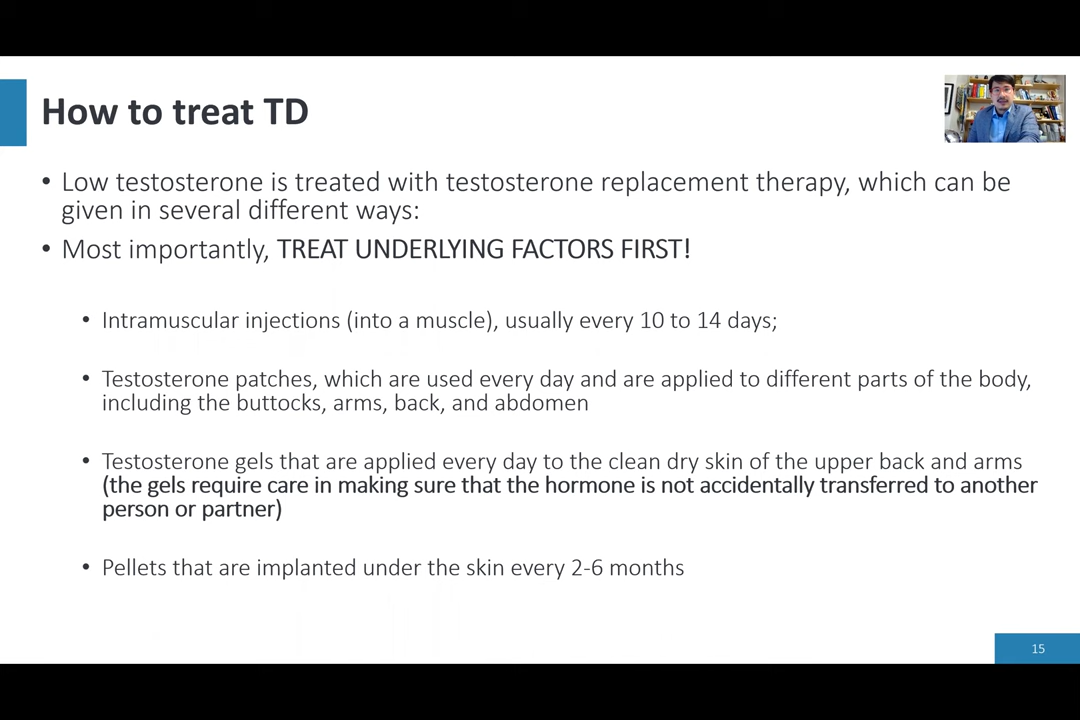 How to treat TD
• Low testosterone is treated with testosterone replacement therapy, which can be
given in several different ways:
• Most importantly, TREAT UNDERLYING FACTORS FIRST!
• Intramuscular injections (into a muscle), usually every 10 to 14 days;
• Testosterone patches, which are used every day and are applied to different parts of the body,
including the buttocks, arms, back, and abdomen
• Testosterone gels that are applied every day to the clean dry skin of the upper back and arms
(the gels require care in making sure that the hormone is not accidentally transferred to another
person or partner)
• Pellets that are implanted under the skin every 2-6 months
15